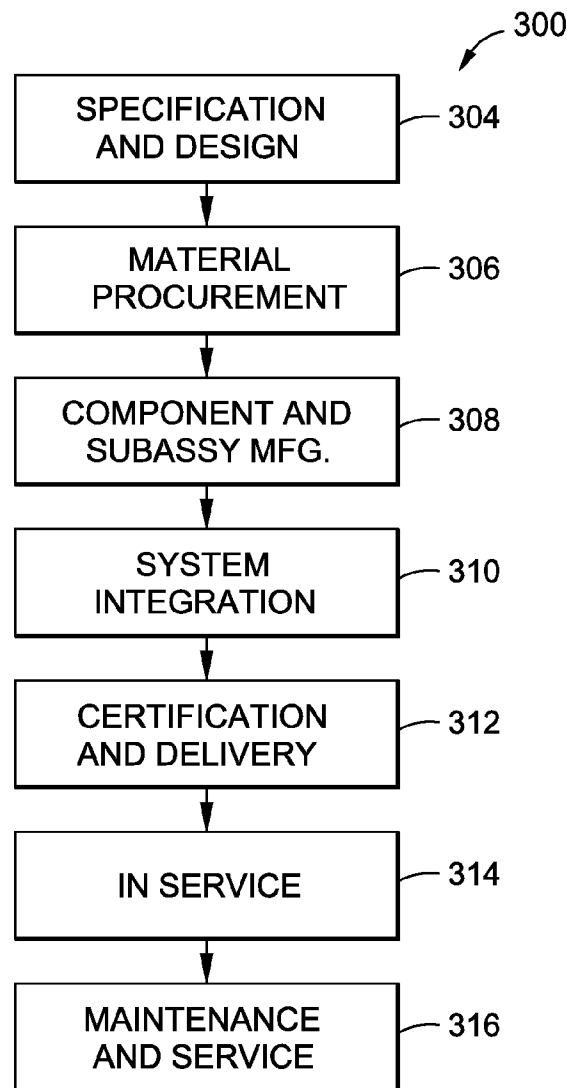 300
SPECIFICATION
AND DESIGN
304
MATERIAL
PROCUREMENT
306
COMPONENT AND
SUBASSY MFG.
308
SYSTEM
INTEGRATION
310
CERTIFICATION
AND DELIVERY
312
IN SERVICE
314
MAINTENANCE
AND SERVICE
316